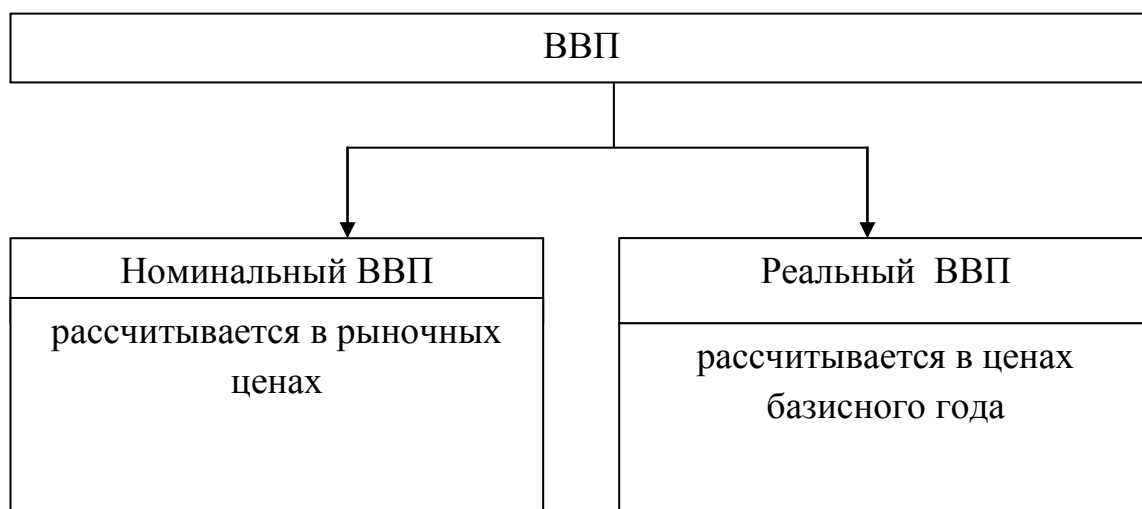 ВВП
Номинальный ВВП
рассчитывается в рыночных
ценах
Реальный ВВП
рассчитывается в ценах
базисного года